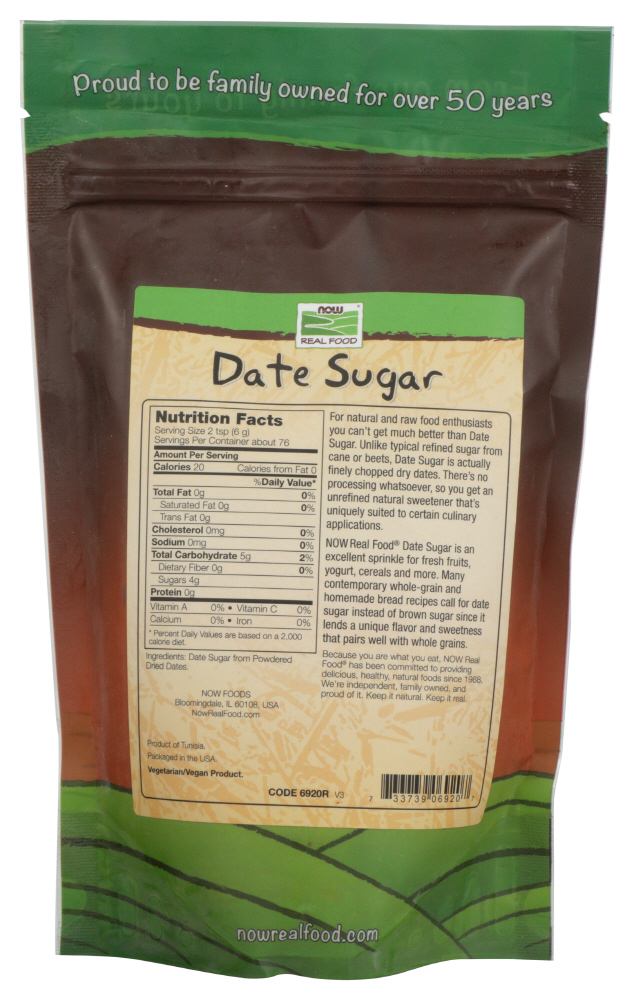 Proud to be family owned for over 50 years
NOW
REAL FOOD
Date Sugar
Nutrition Facts
Serving Size 2 tsp (6 g)
Servings Per Container about 76
Amount Per Serving
Calories 20 Calories from Fat 0
%Daily Value*
Total Fat 0g 0%
Saturated Fat 0g 0%
Trans Fat 0g
Cholesterol 0mg 0%
Sodium 0mg 0%
Total Carbohydrate 5g 2%
Dietary Fiber 0g 0%
Sugars 4g
Protein 0g
Vitamin A 0% • Vitamin C 0%
Calcium 0% • Iron 0%
* Percent Daily Values are based on a 2,000
calorie diet.
Ingredients: Date Sugar from Powdered
Dried Dates.
NOW FOODS
Bloomingdale, IL 60108, USA
NowRealFood.com
Product of Tunisia.
Packaged in the USA.
Vegetarian/Vegan Product.
For natural and raw food enthusiasts
you can't get much better than Date
Sugar. Unlike typical refined sugar from
cane or beets, Date Sugar is actually
finely chopped dry dates. There's no
processing whatsoever, so you get an
unrefined natural sweetener that's
uniquely suited to certain culinary
applications.
NOW Real Food® Date Sugar is an
excellent sprinkle for fresh fruits,
yogurt, cereals and more. Many
contemporary whole-grain and
homemade bread recipes call for date
sugar instead of brown sugar since it
lends a unique flavor and sweetness
that pairs well with whole grains.
Because you are what you eat, NOW Real
Food® has been committed to providing
delicious, healthy, natural foods since 1968.
We're independent, family owned, and
proud of it. Keep it natural. Keep it real.
CODE 6920R V3
7 33739 06920 7
nowrealfood.com